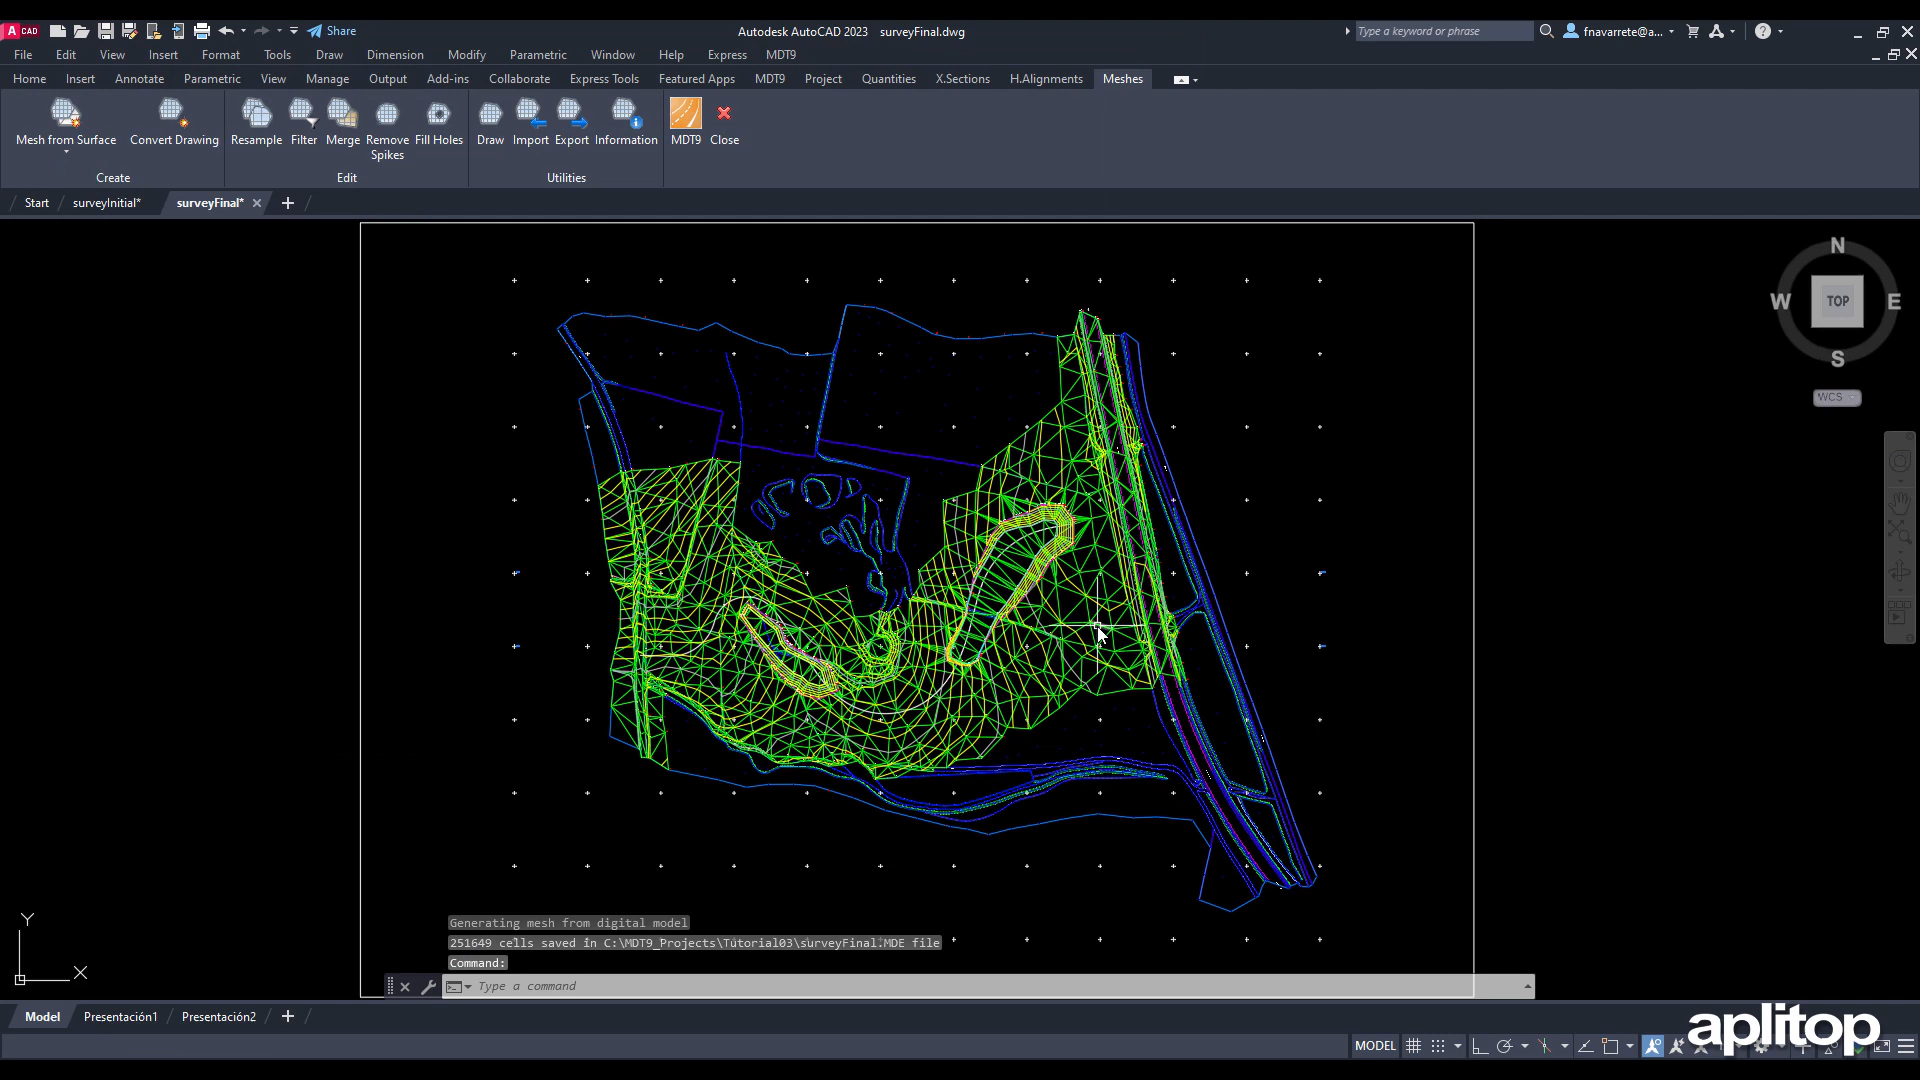 A CAD
Share
Autodesk AutoCAD 2023 surveyFinal.dwg
Type a keyword or phrase
fnavarrete@a...
File Edit View Insert Format Tools Draw Dimension Modify Parametric Window Help Express MDT9
Home Insert Annotate Parametric View Manage Output Add-ins Collaborate Express Tools Featured Apps MDT9 Project Quantities X.Sections H.Alignments Meshes
Mesh from Surface Convert Drawing Resample Filter Merge Remove Spikes Fill Holes Draw Import Export Information MDT9 Close
Create Edit Utilities
Start surveyInitial* surveyFinal*
N
W TOP E
S
WCS
Generating mesh from digital model
251649 cells saved in C:\MDT9_Projects\Tutorial03\surveyFinal.MDE file
Command:
Type a command
Y
X
Model Presentación1 Presentación2
MODEL
aplitop